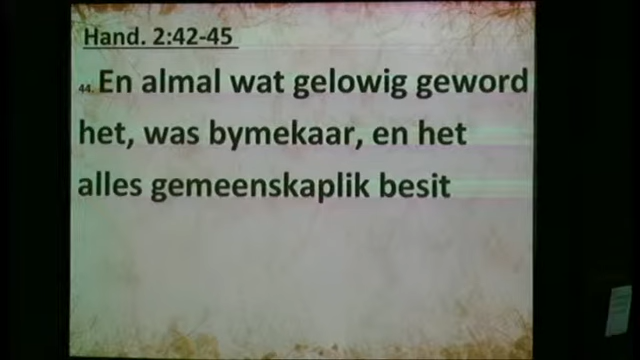 Hand. 2:42-45
44. En almal wat gelowig geword
het, was bymekaar, en het
alles gemeenskaplik besit